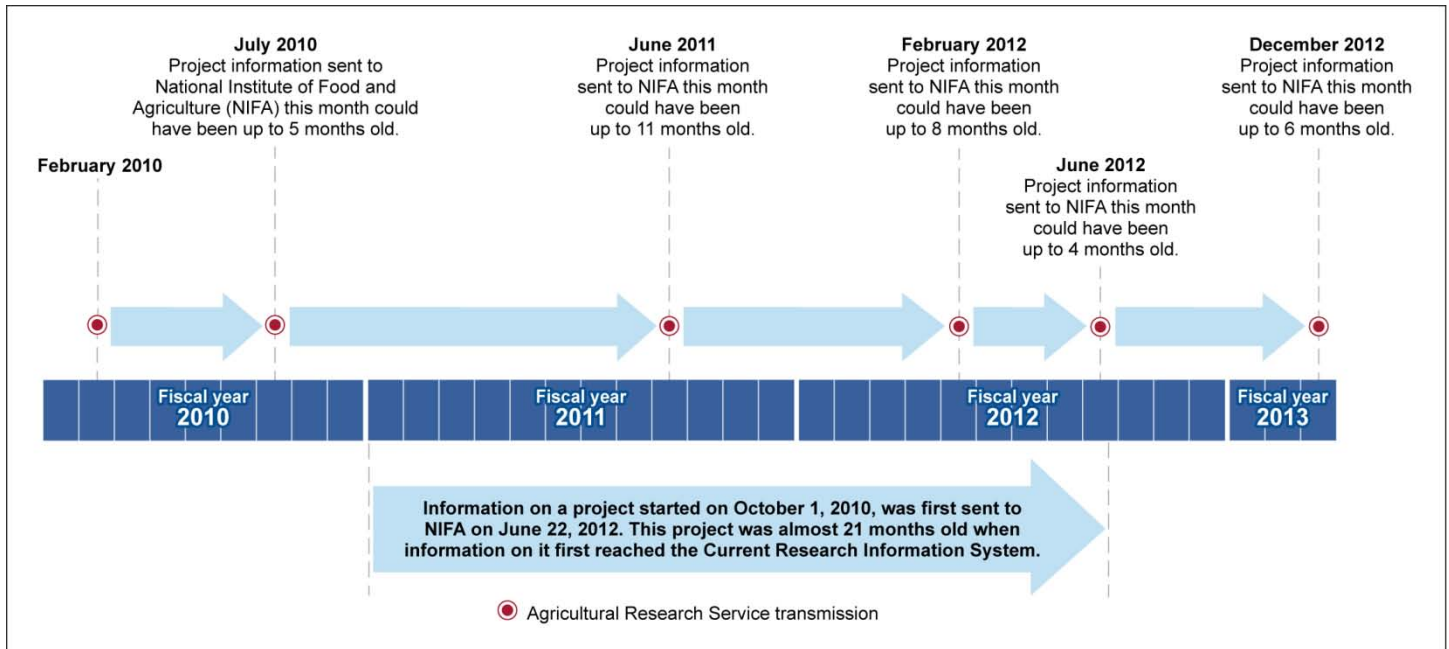 February 2010
July 2010
Project information sent to
National Institute of Food and
Agriculture (NIFA) this month could
have been up to 5 months old.
June 2011
Project information
sent to NIFA this month
could have been
up to 11 months old.
February 2012
Project information
sent to NIFA this month
could have been
up to 8 months old.
June 2012
Project information
sent to NIFA this month
could have been
up to 4 months old.
December 2012
Project information
sent to NIFA this month
could have been
up to 6 months old.
Fiscal year
2010
Fiscal year
2011
Fiscal year
2012
Fiscal year
2013
Information on a project started on October 1, 2010, was first sent to
NIFA on June 22, 2012. This project was almost 21 months old when
information on it first reached the Current Research Information System.
Agricultural Research Service transmission